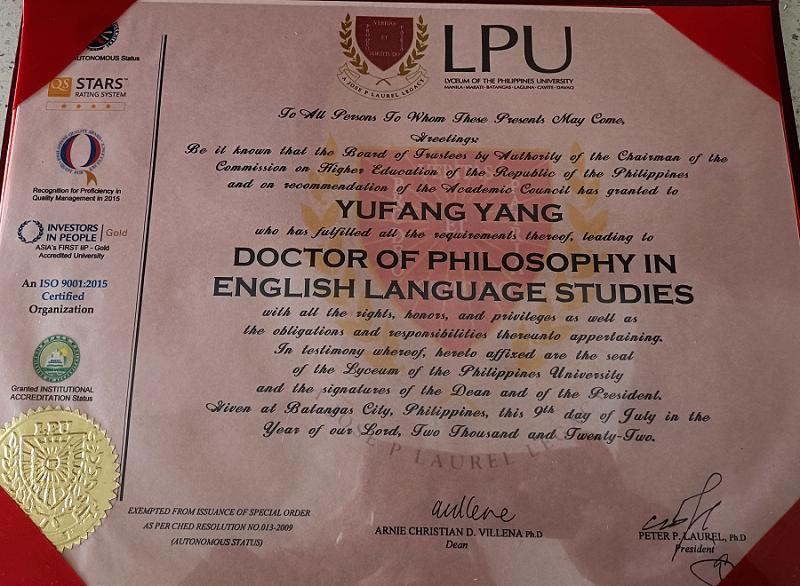 AUTONOMOUS Status
QS STARS™
RATING SYSTEM
Recognition for Proficiency in
Quality Management in 2015
INVESTORS
IN PEOPLE | Gold
ASIA's FIRST IIP - Gold
Accredited University
An ISO 9001:2015
Certified
Organization
Granted INSTITUTIONAL
ACCREDITATION Status
LPU
VERITAS
ET
A JOSE P LAUREL LEGACY
LPU
LYCEUM OF THE PHILIPPINES UNIVERSITY
MANILA • MAKATI • BATANGAS • LAGUNA • CAVITE • DAVAO
To All Persons To Whom These Presents May Come,
Greetings:
Be it known that the Board of Trustees by Authority of the Chairman of the
Commission on Higher Education of the Republic of the Philippines
and on recommendation of the Academic Council has granted to
YUFANG YANG
who has fulfilled all the requirements thereof, leading to
DOCTOR OF PHILOSOPHY IN
ENGLISH LANGUAGE STUDIES
with all the rights, honors, and privileges as well as
the obligations and responsibilities thereunto appertaining.
In testimony whereof, hereto affixed are the seal
of the Lyceum of the Philippines University
and the signatures of the Dean and of the President.
Given at Batangas City, Philippines, this 9th day of July in the
Year of our Lord, Two Thousand and Twenty-Two.
JOSE P LAUREL
EXEMPTED FROM ISSUANCE OF SPECIAL ORDER
AS PER CHED RESOLUTION NO.013-2009
(AUTONOMOUS STATUS)
ARNIE CHRISTIAN D. VILLENA Ph.D
Dean
PETER P. LAUREL, Ph.D
President